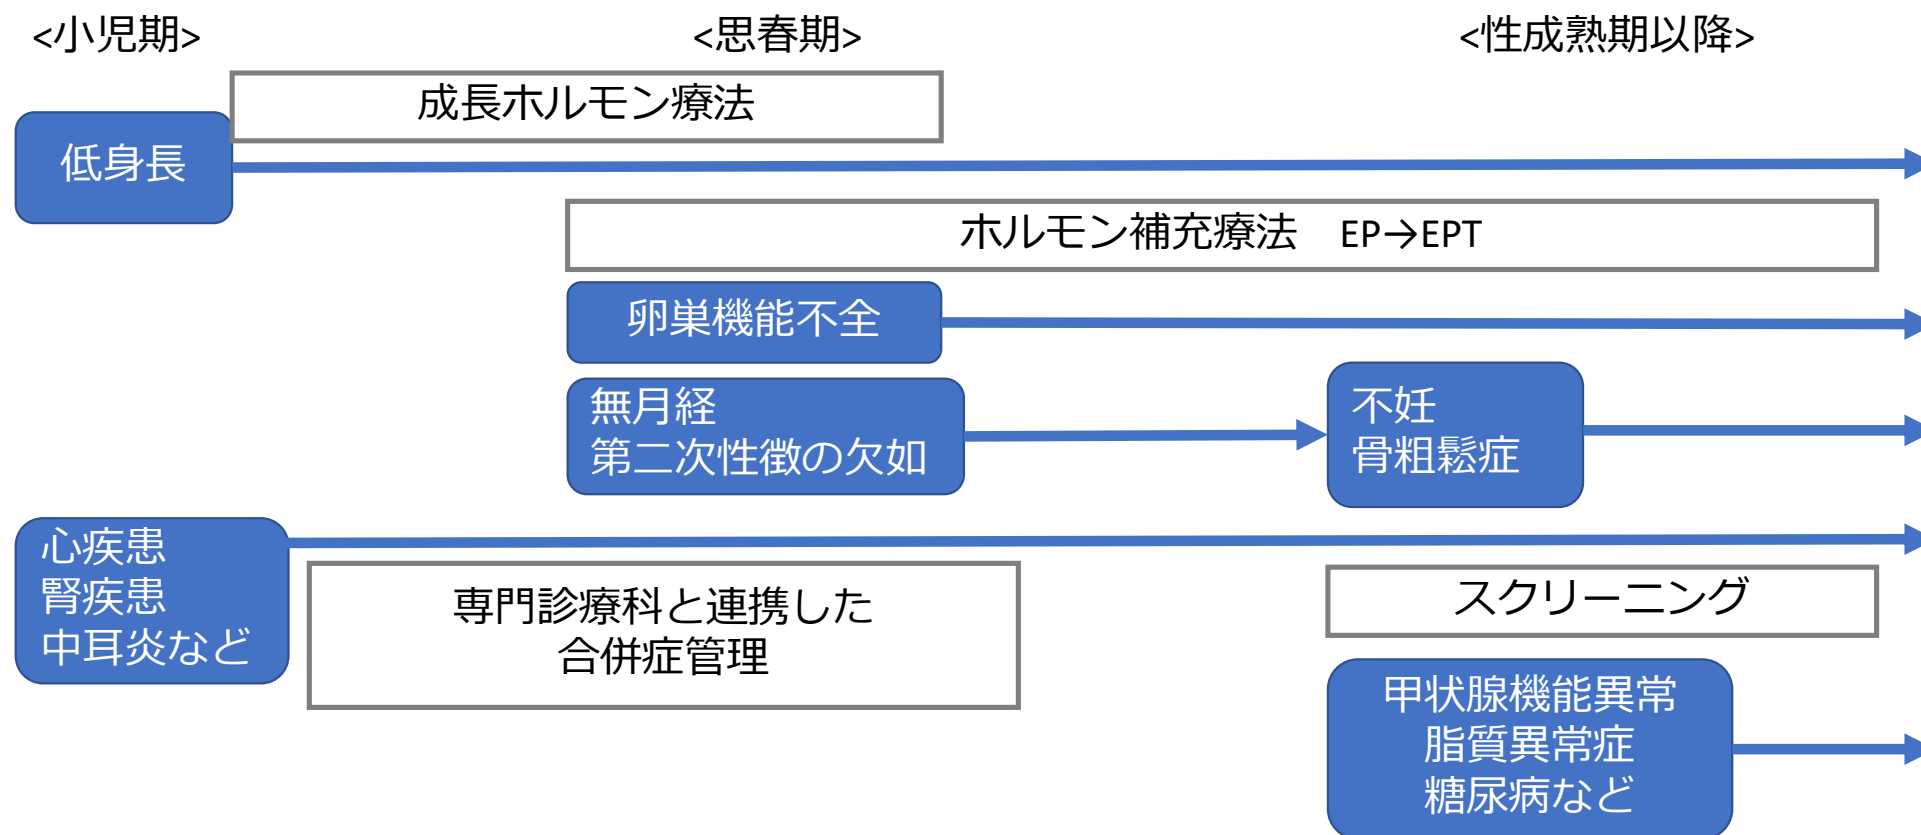 <小児期>
<思春期>
<性成熟期以降>
成長ホルモン療法
低身長
ホルモン補充療法　EP→EPT
卵巣機能不全
無月経
第二次性徴の欠如
不妊
骨粗鬆症
心疾患
腎疾患
中耳炎など
専門診療科と連携した
合併症管理
スクリーニング
甲状腺機能異常
脂質異常症
糖尿病など